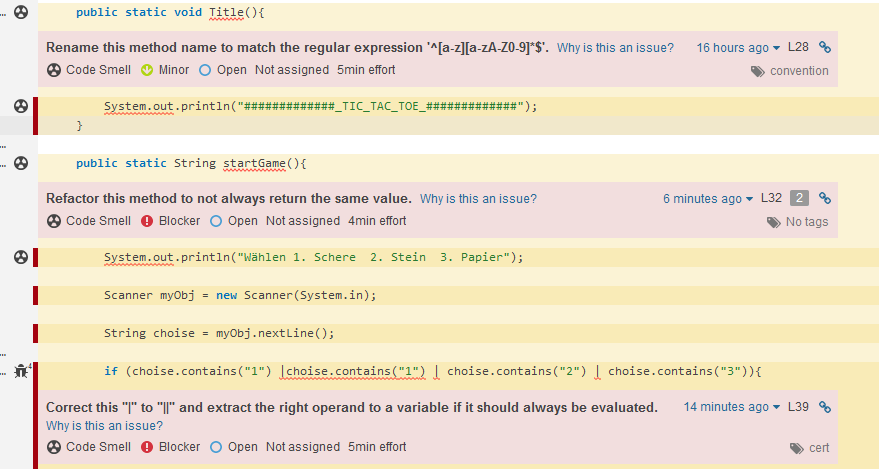 public static void Title(){
Rename this method name to match the regular expression '^[a-z][a-zA-Z0-9]*$'. Why is this an issue? 16 hours ago L28
Code Smell Minor Open Not assigned 5min effort convention
System.out.println("#############_TIC_TAC_TOE_#############");
}
public static String startGame(){
Refactor this method to not always return the same value. Why is this an issue? 6 minutes ago L32 2
Code Smell Blocker Open Not assigned 4min effort No tags
System.out.println("Wählen 1. Schere  2. Stein  3. Papier");
Scanner myObj = new Scanner(System.in);
String choise = myObj.nextLine();
4
if (choise.contains("1") |choise.contains("1") | choise.contains("2") | choise.contains("3")){
Correct this "|" to "||" and extract the right operand to a variable if it should always be evaluated. 14 minutes ago L39
Why is this an issue?
Code Smell Blocker Open Not assigned 5min effort cert